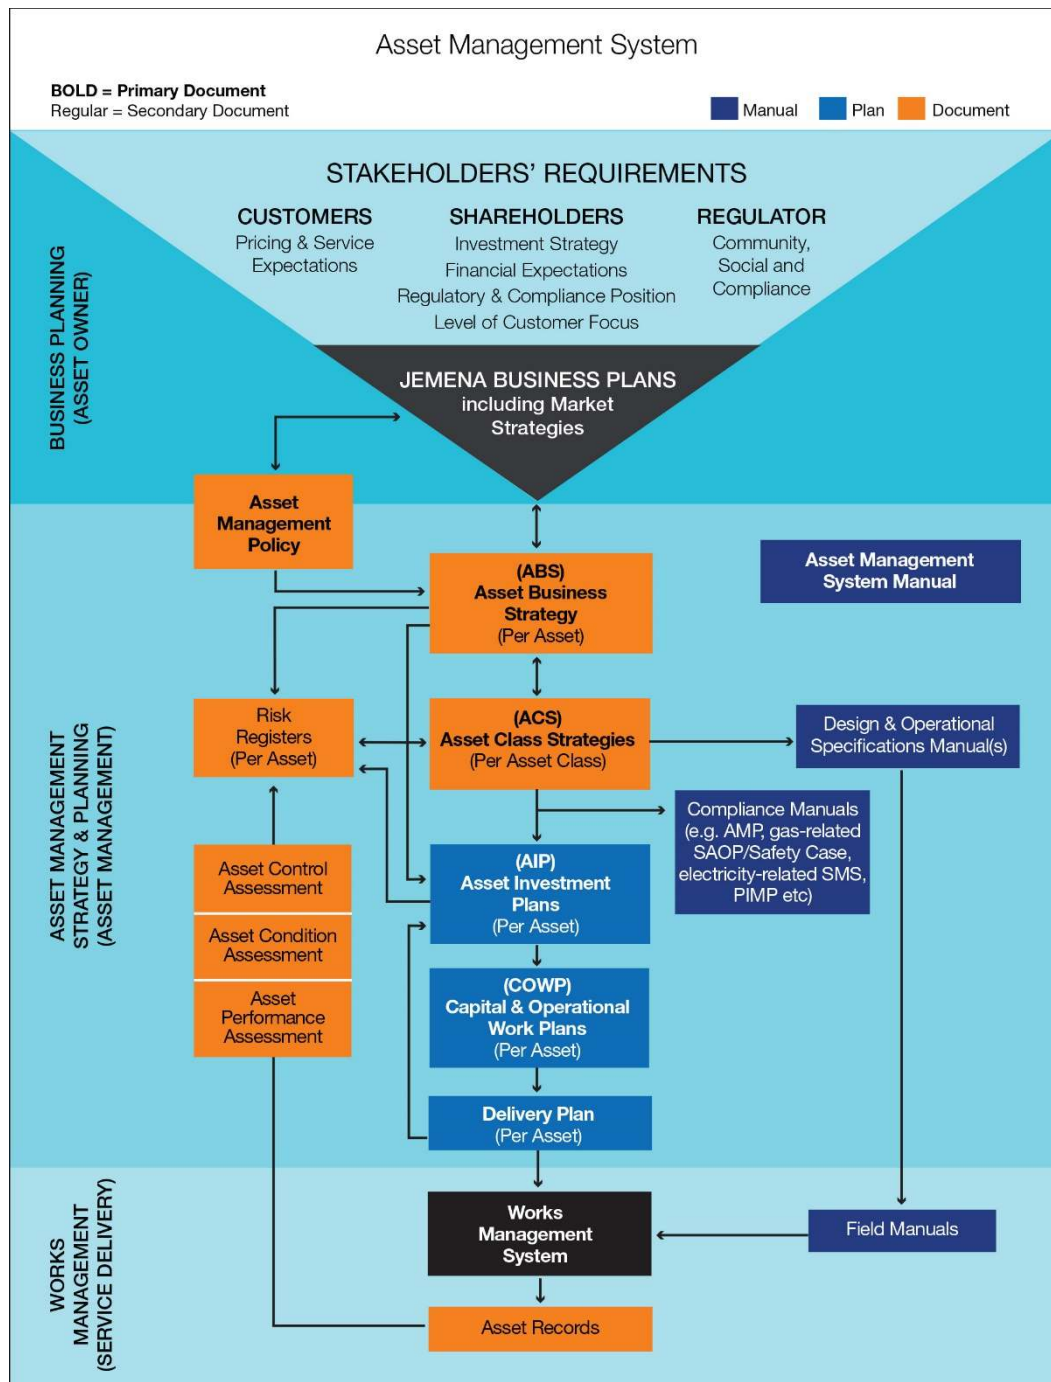 Asset Management System
BOLD = Primary Document
Regular = Secondary Document
Manual
Plan
Document
STAKEHOLDERS' REQUIREMENTS
CUSTOMERS
Pricing & Service
Expectations
SHAREHOLDERS
Investment Strategy
Financial Expectations
Regulatory & Compliance Position
Level of Customer Focus
REGULATOR
Community,
Social and
Compliance
BUSINESS PLANNING
(ASSET OWNER)
JEMENA BUSINESS PLANS
including Market
Strategies
Asset
Management
Policy
(ABS)
Asset Business
Strategy
(Per Asset)
Asset Management
System Manual
ASSET MANAGEMENT
STRATEGY & PLANNING
(ASSET MANAGEMENT)
Risk
Registers
(Per Asset)
(ACS)
Asset Class Strategies
(Per Asset Class)
Design & Operational
Specifications Manual(s)
Compliance Manuals
(e.g. AMP, gas-related
SAOP/Safety Case,
electricity-related SMS,
PIMP etc)
Asset Control
Assessment
Asset Condition
Assessment
Asset
Performance
Assessment
(AIP)
Asset Investment
Plans
(Per Asset)
(COWP)
Capital & Operational
Work Plans
(Per Asset)
Delivery Plan
(Per Asset)
WORKS
MANAGEMENT
(SERVICE DELIVERY)
Works
Management
System
Field Manuals
Asset Records